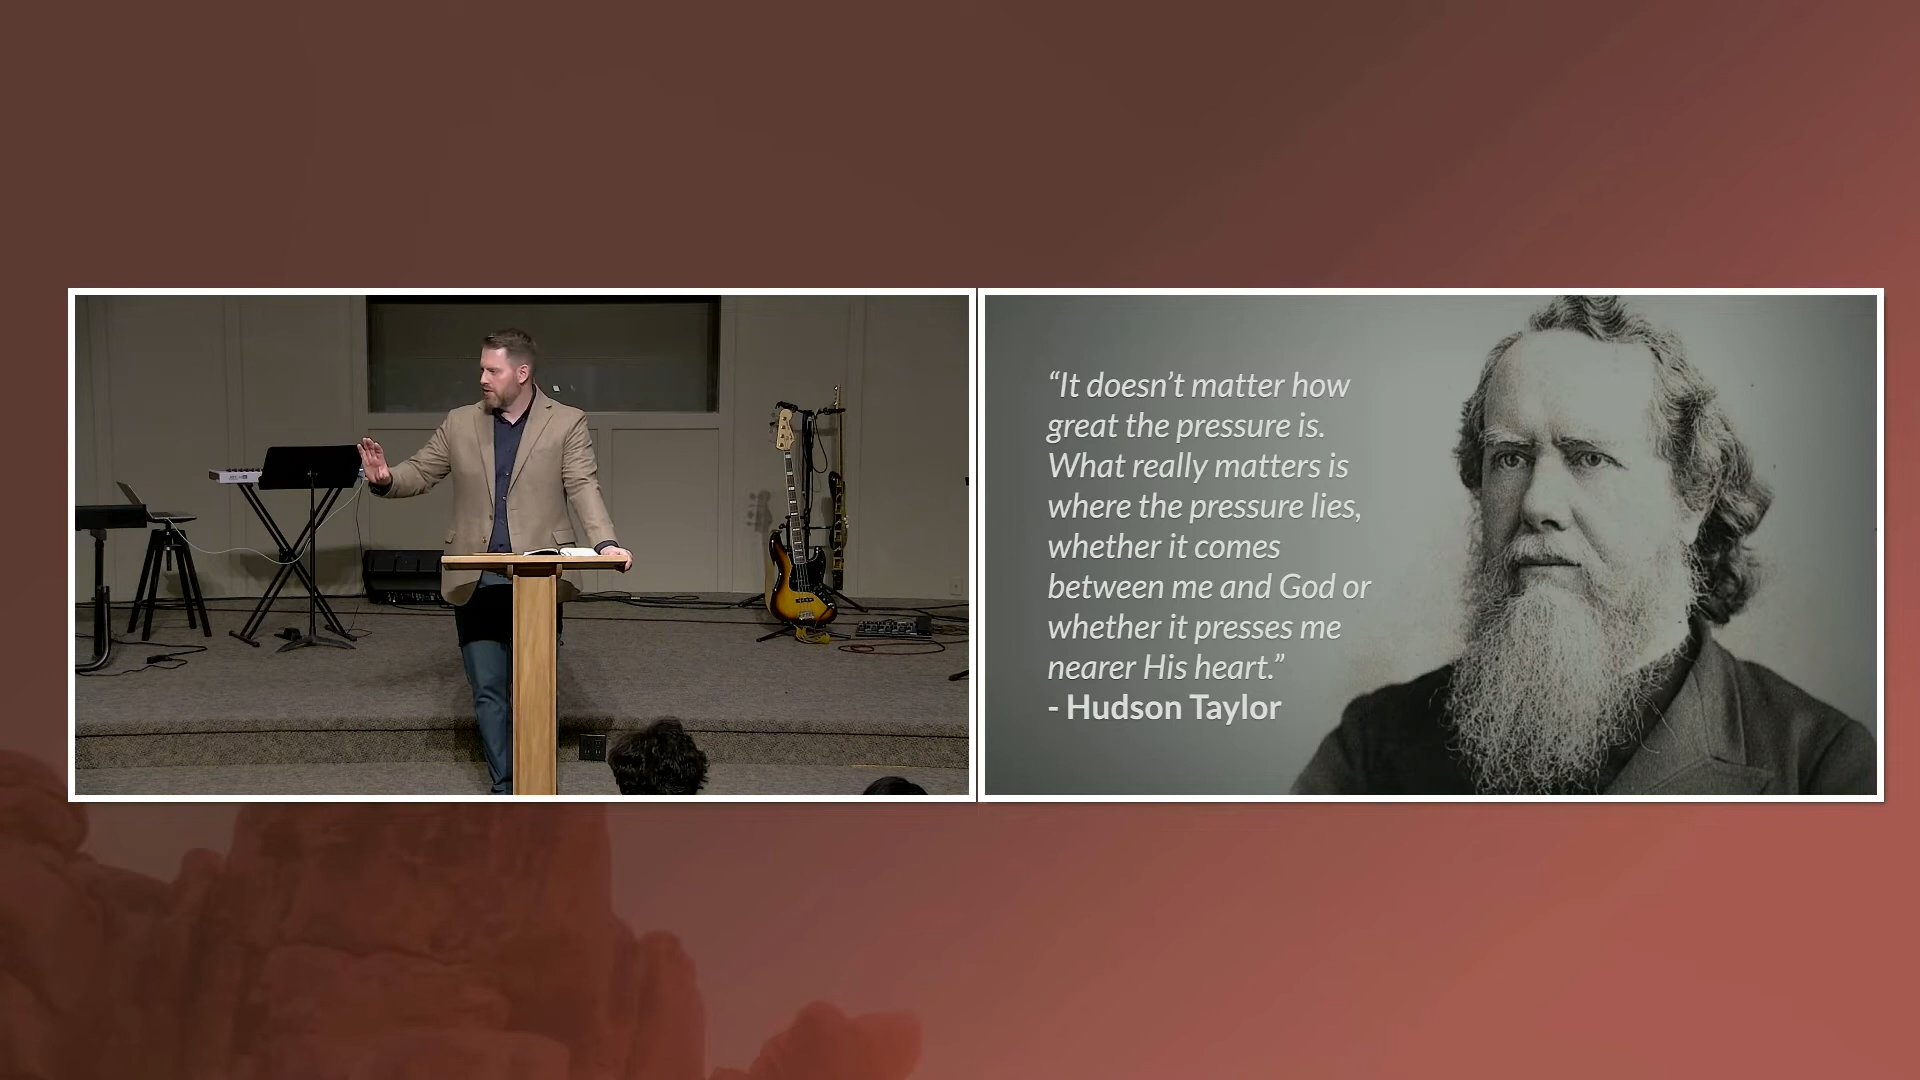 “It doesn’t matter how
great the pressure is.
What really matters is
where the pressure lies,
whether it comes
between me and God or
whether it presses me
nearer His heart.”
- Hudson Taylor